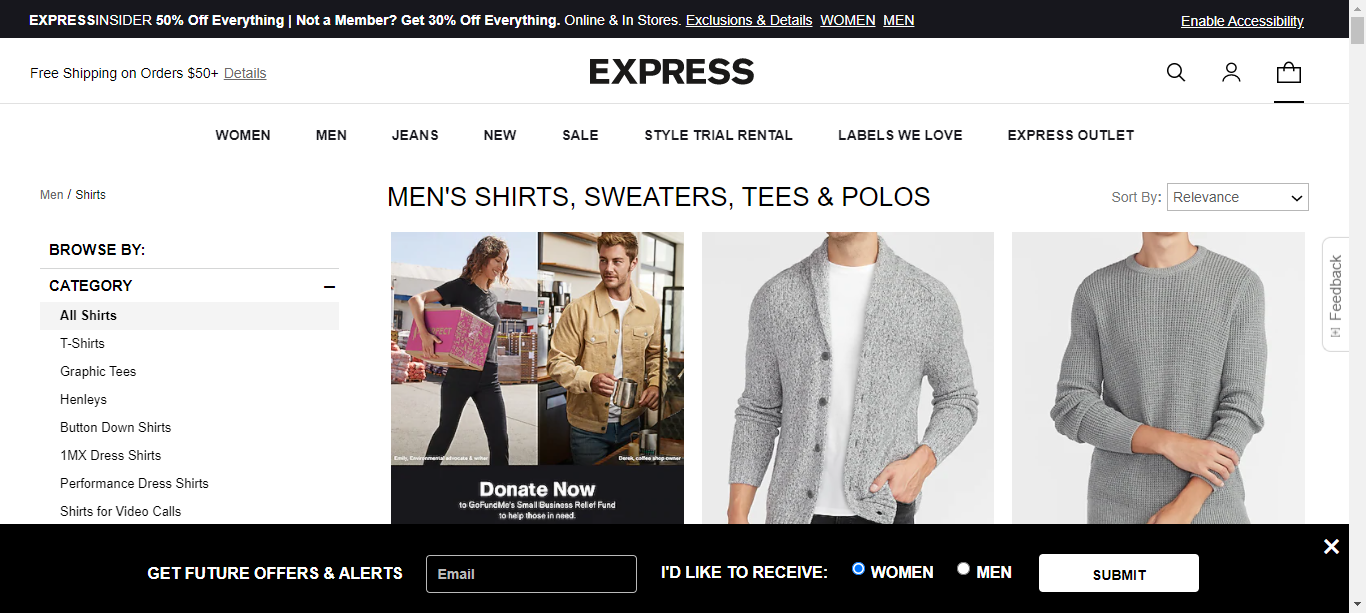 EXPRESSINSIDER 50% Off Everything | Not a Member? Get 30% Off Everything. Online & In Stores. Exclusions & Details WOMEN MEN
Enable Accessibility
Free Shipping on Orders $50+ Details
EXPRESS
WOMEN MEN JEANS NEW SALE STYLE TRIAL RENTAL LABELS WE LOVE EXPRESS OUTLET
Men / Shirts
MEN'S SHIRTS, SWEATERS, TEES & POLOS
Sort By: Relevance
BROWSE BY:
CATEGORY
All Shirts
T-Shirts
Graphic Tees
Henleys
Button Down Shirts
1MX Dress Shirts
Performance Dress Shirts
Shirts for Video Calls
Emily, Environmental advocate & writer
Derek, coffee shop owner
Donate Now
to GoFundMe's Small Business Relief Fund
to help those in need.
Feedback
GET FUTURE OFFERS & ALERTS
Email
I'D LIKE TO RECEIVE:
WOMEN
MEN
SUBMIT